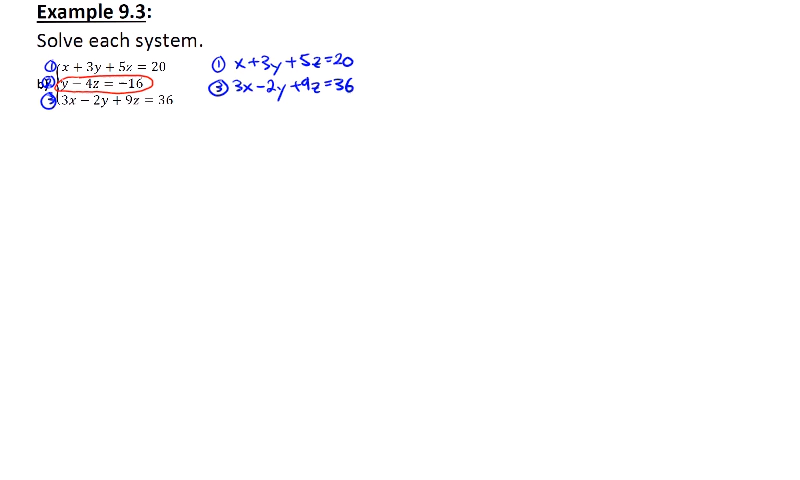 Example 9.3:
Solve each system.
① x + 3y + 5z = 20
b) ② y − 4z = −16
③ 3x − 2y + 9z = 36
① x+3y+5z=20
③ 3x-2y+9z=36